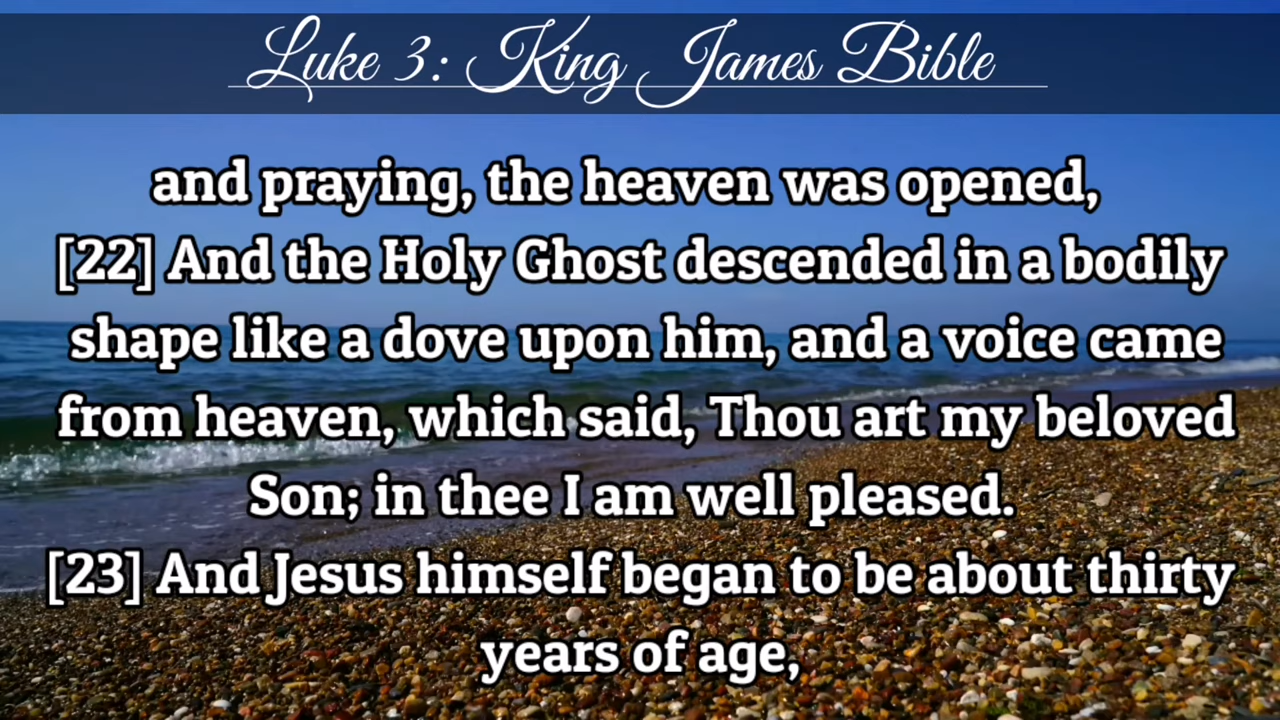 Luke 3: King James Bible
and praying, the heaven was opened,
[22] And the Holy Ghost descended in a bodily
shape like a dove upon him, and a voice came
from heaven, which said, Thou art my beloved
Son; in thee I am well pleased.
[23] And Jesus himself began to be about thirty
years of age,